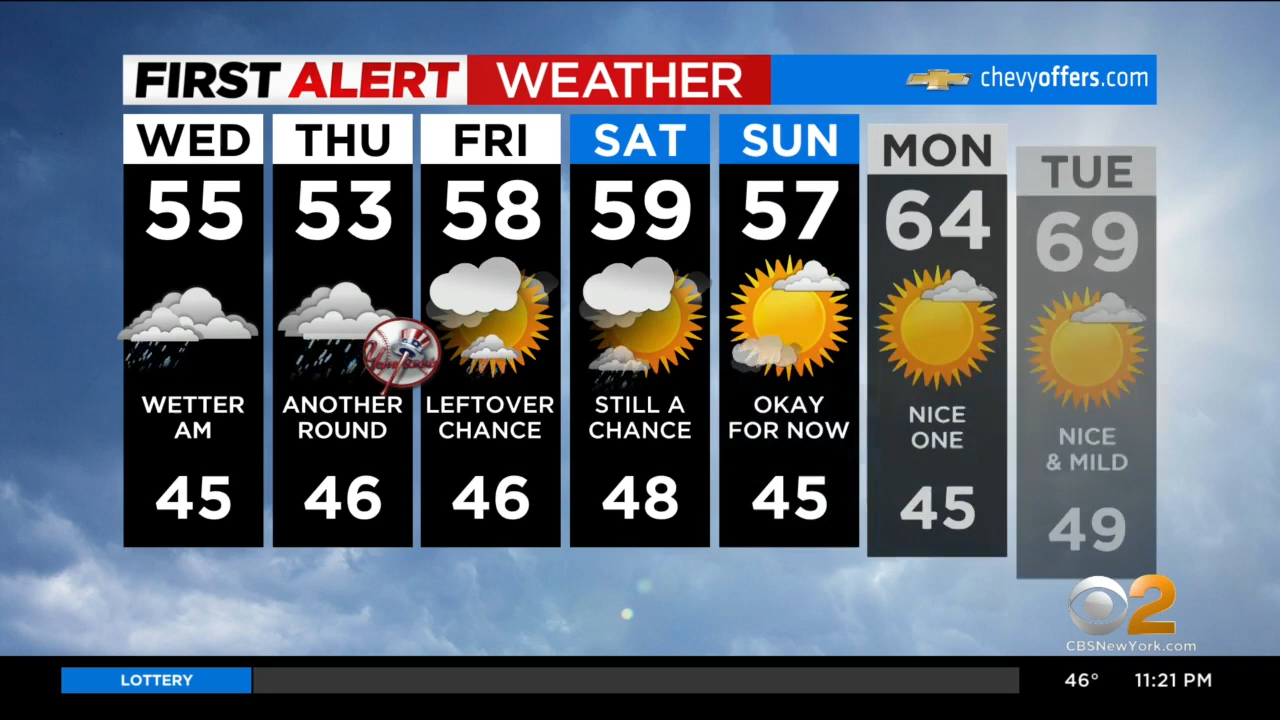 FIRST ALERT WEATHER
chevyoffers.com
WED THU FRI SAT SUN MON TUE
55 53 58 59 57 64 69
WETTER
AM
ANOTHER
ROUND
LEFTOVER
CHANCE
STILL A
CHANCE
OKAY
FOR NOW
NICE
ONE
NICE
& MILD
45 46 46 48 45 45 49
2
CBSNewYork.com
LOTTERY
46° 11:21 PM